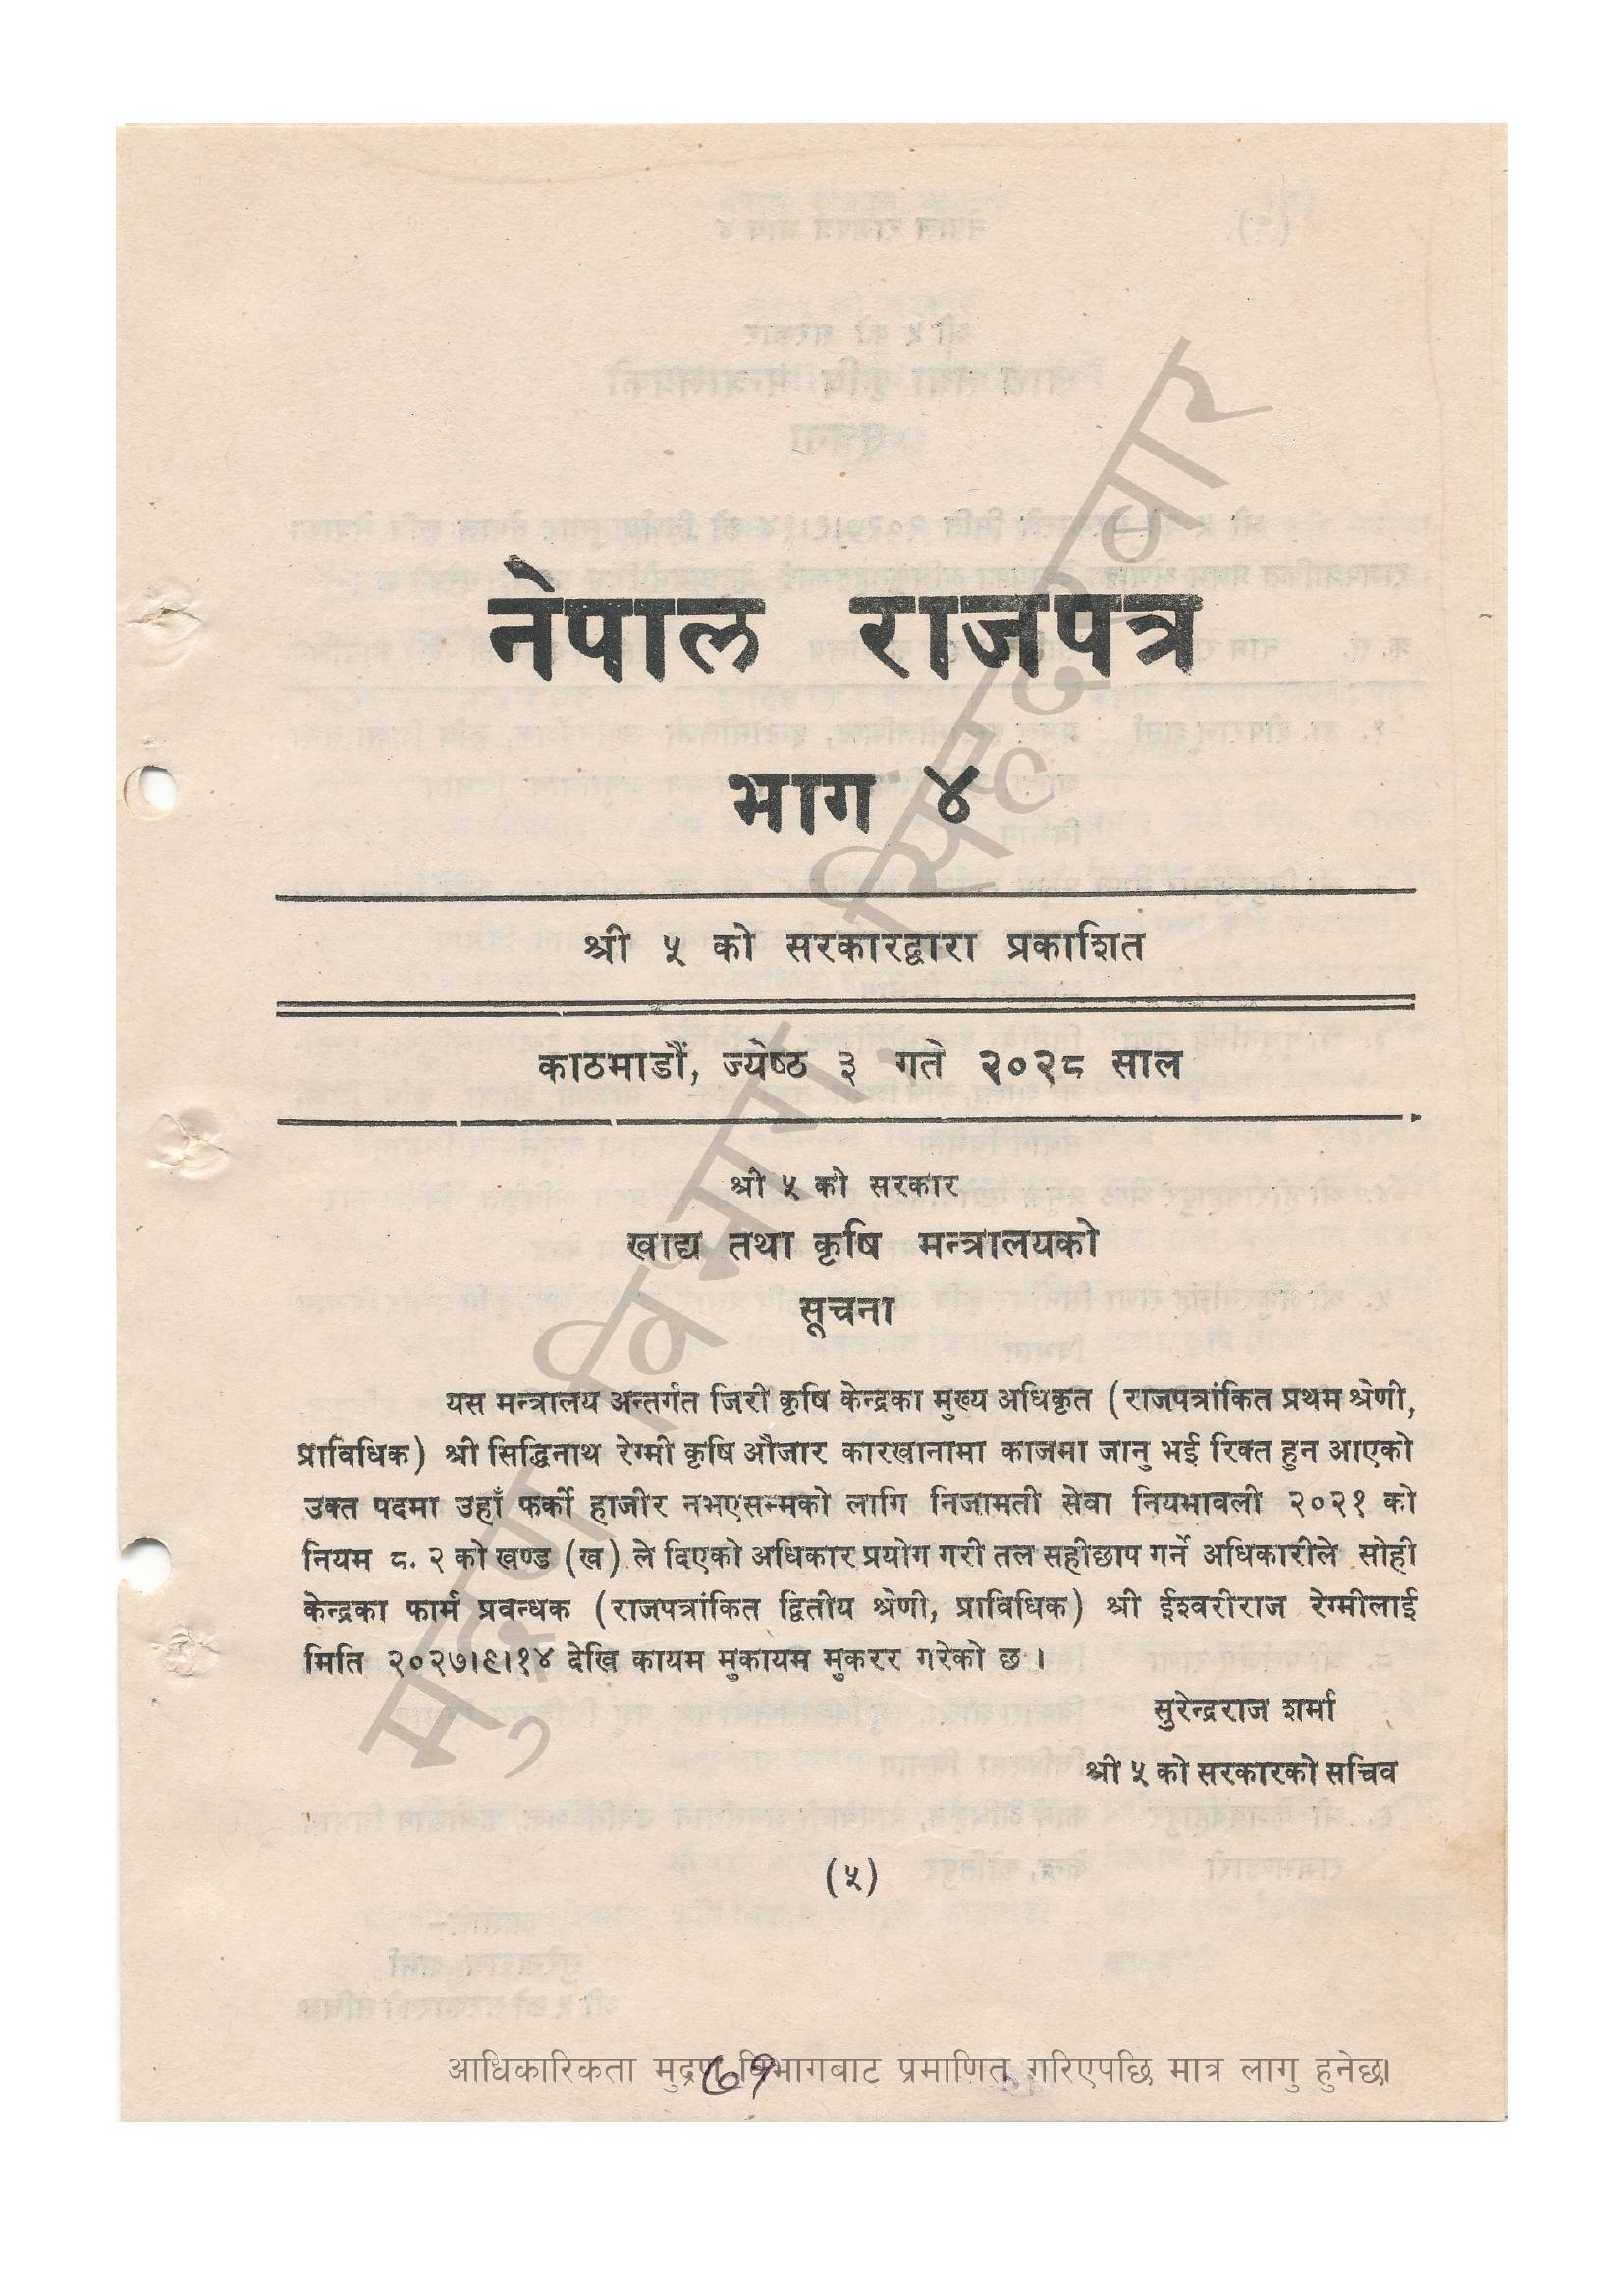 नेपाल राजपत्र
भाग ४
श्री ५ को सरकारद्वारा प्रकाशित
काठमाडौं, ज्येष्ठ ३ गते २०२८ साल
श्री ५ को सरकार
खाद्य तथा कृषि मन्त्रालयको
सूचना
यस मन्त्रालय अन्तर्गत जिरी कृषि केन्द्रका मुख्य अधिकृत (राजपत्रांकित प्रथम श्रेणी,
प्राविधिक) श्री सिद्धिनाथ रेग्मी कृषि औजार कारखानामा काजमा जानु भई रिक्त हुन आएको
उक्त पदमा उहाँ फर्की हाजीर नभएसम्मको लागि निजामती सेवा नियमावली २०२१ को
नियम ८.२ को खण्ड (ख) ले दिएको अधिकार प्रयोग गरी तल सहीछाप गर्ने अधिकारीले सोही
केन्द्रका फार्म प्रवन्धक (राजपत्रांकित द्वितीय श्रेणी, प्राविधिक) श्री ईश्वरीराज रेग्मीलाई
मिति २०२७।९।१४ देखि कायम मुकायम मुकरर गरेको छ ।
सुरेन्द्रराज शर्मा
श्री ५ को सरकारको सचिव
(५)
आधिकारिकता मुद्रण विभागबाट प्रमाणित गरिएपछि मात्र लागु हुनेछ।
७१
मुद्रण विभाग, सिंहदरवार